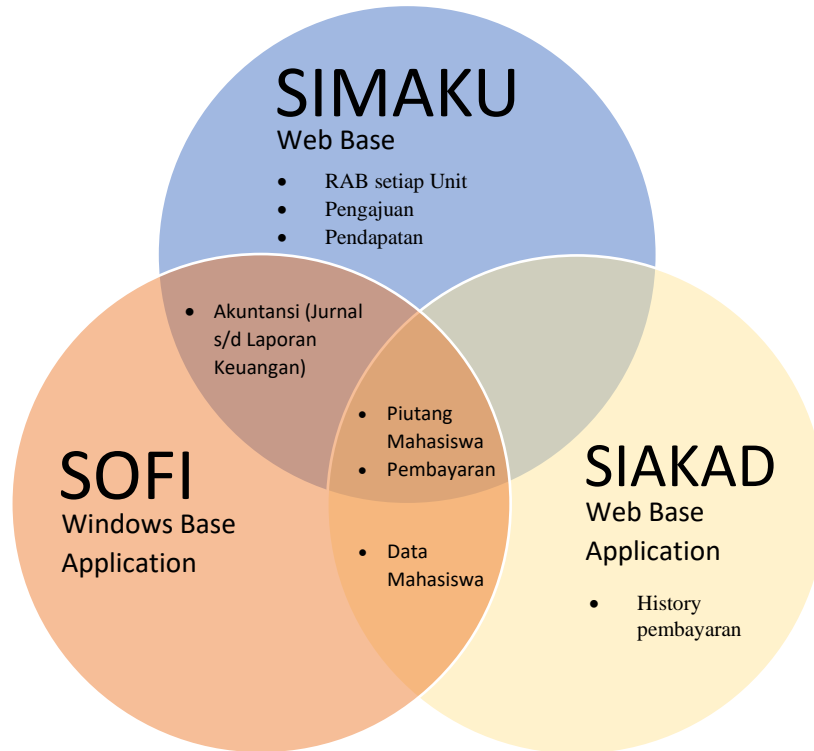 SIMAKU
Web Base
• RAB setiap Unit
• Pengajuan
• Pendapatan
• Akuntansi (Jurnal
s/d Laporan
Keuangan)
• Piutang
Mahasiswa
• Pembayaran
SOFI
Windows Base
Application
SIAKAD
Web Base
Application
• Data
Mahasiswa
• History
pembayaran